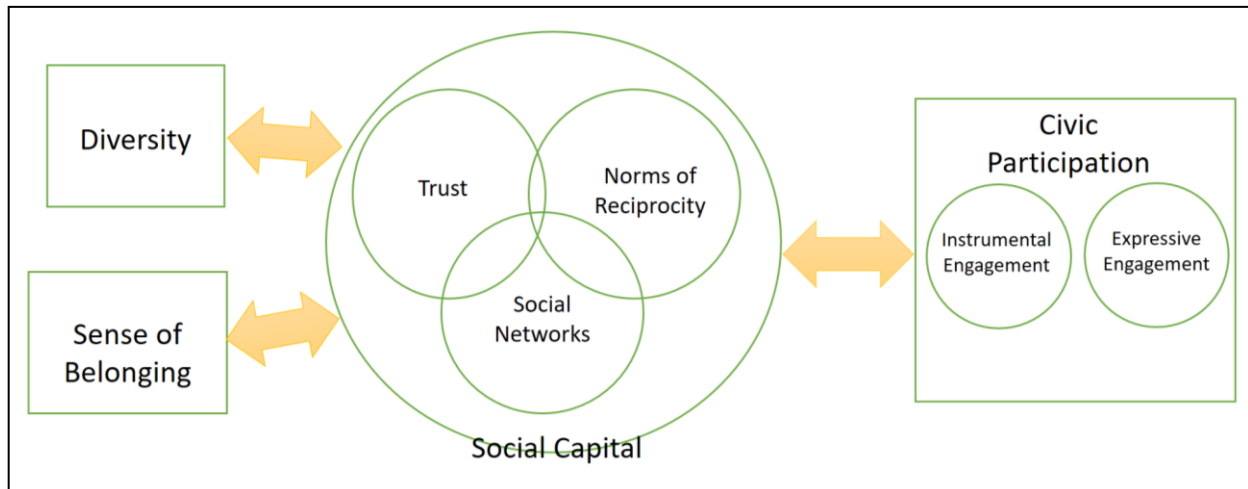 Diversity
Sense of
Belonging
Trust
Norms of
Reciprocity
Social
Networks
Social Capital
Civic
Participation
Instrumental
Engagement
Expressive
Engagement